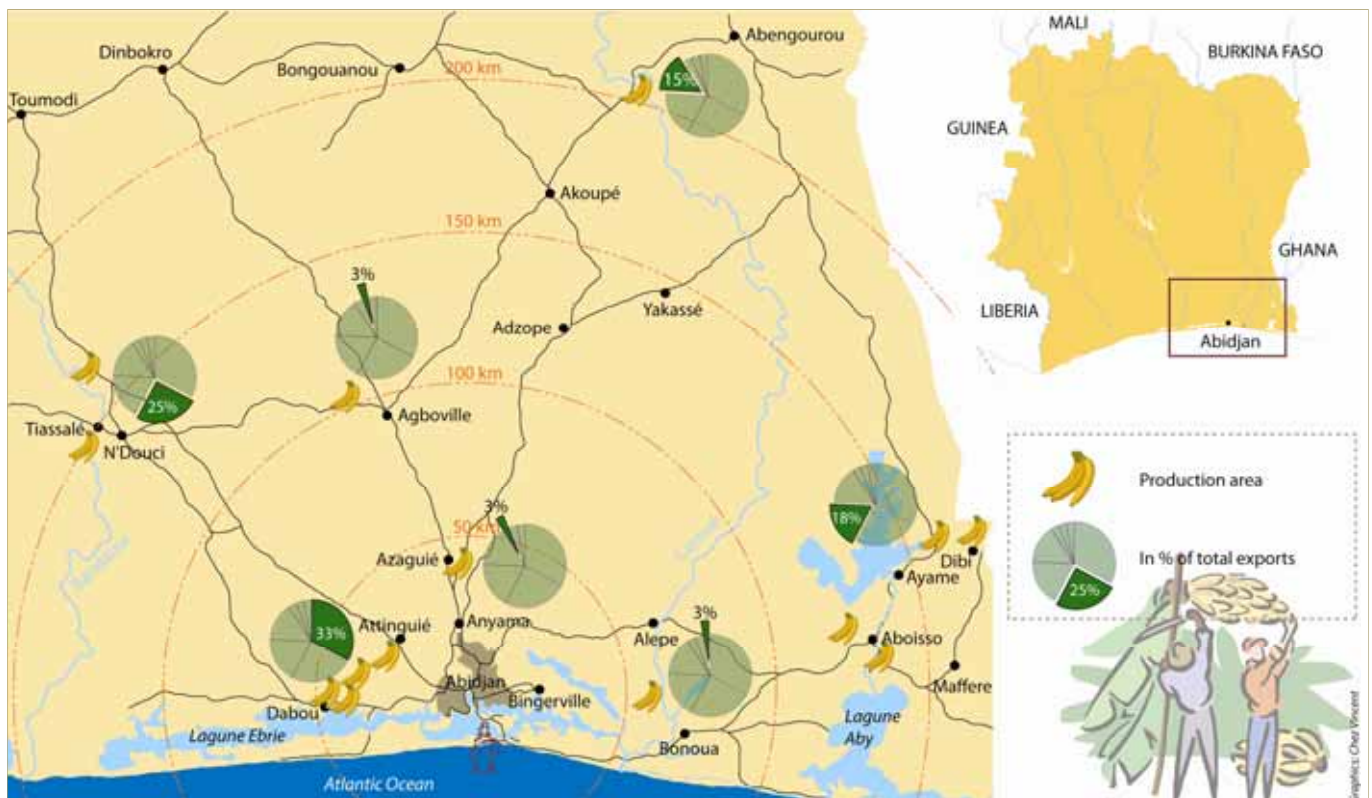 Dinbokro
Bongouanou
Abengourou
Toumodi
200 km
15%
Akoupé
150 km
3%
Yakassé
Adzope
100 km
25%
Agboville
Tiassalé
N'Douci
3%
50 km
18%
Azaguié
Dibi
Ayame
33%
Attinguié
Anyama
3%
Alepe
Aboisso
Abidjan
Bingerville
Maffere
Dabou
Lagune Ebrie
Lagune
Aby
Bonoua
Atlantic Ocean
MALI
BURKINA FASO
GUINEA
GHANA
LIBERIA
Abidjan
Production area
In % of total exports
25%
Graphics: Chez Vincent